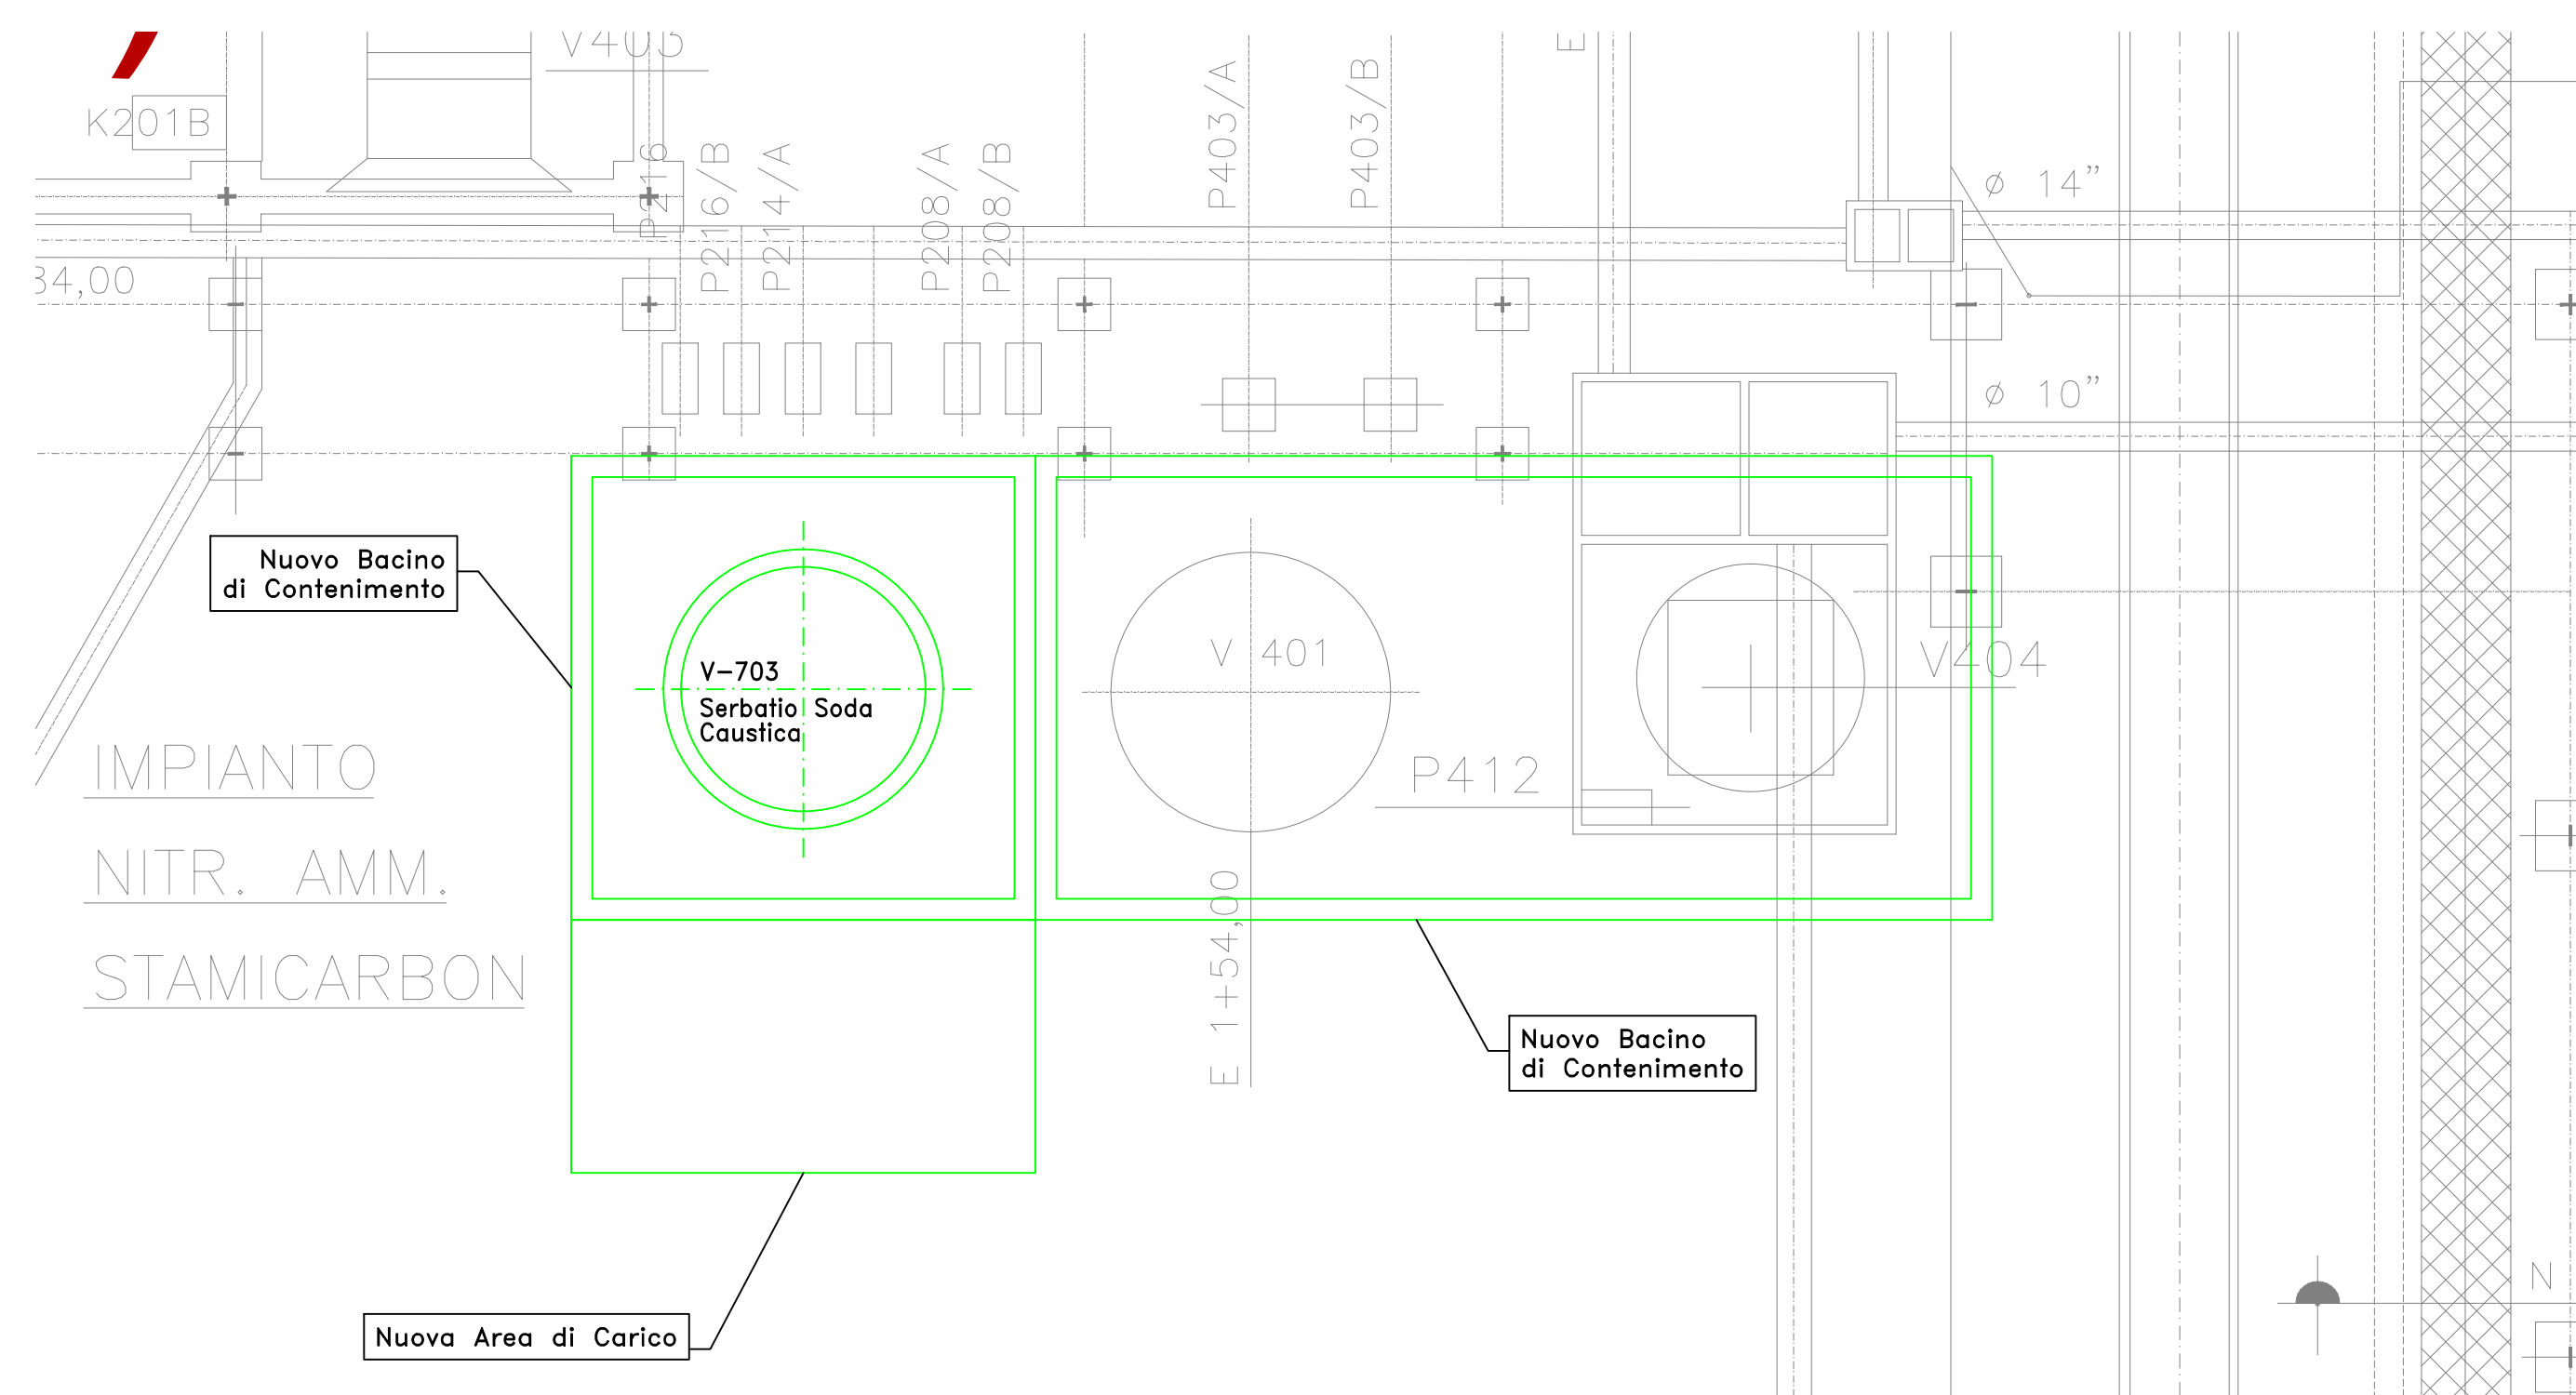 V405
K201B
P216
P216/B
P214/A
P208/A
P208/B
P403/A
P403/B
E
ø 14"
34,00
ø 10"
Nuovo Bacino
di Contenimento
V-703
Serbatio Soda
Caustica
V 401
V404
P412
IMPIANTO
NITR. AMM.
STAMICARBON
E 1+54,00
Nuovo Bacino
di Contenimento
N
Nuova Area di Carico